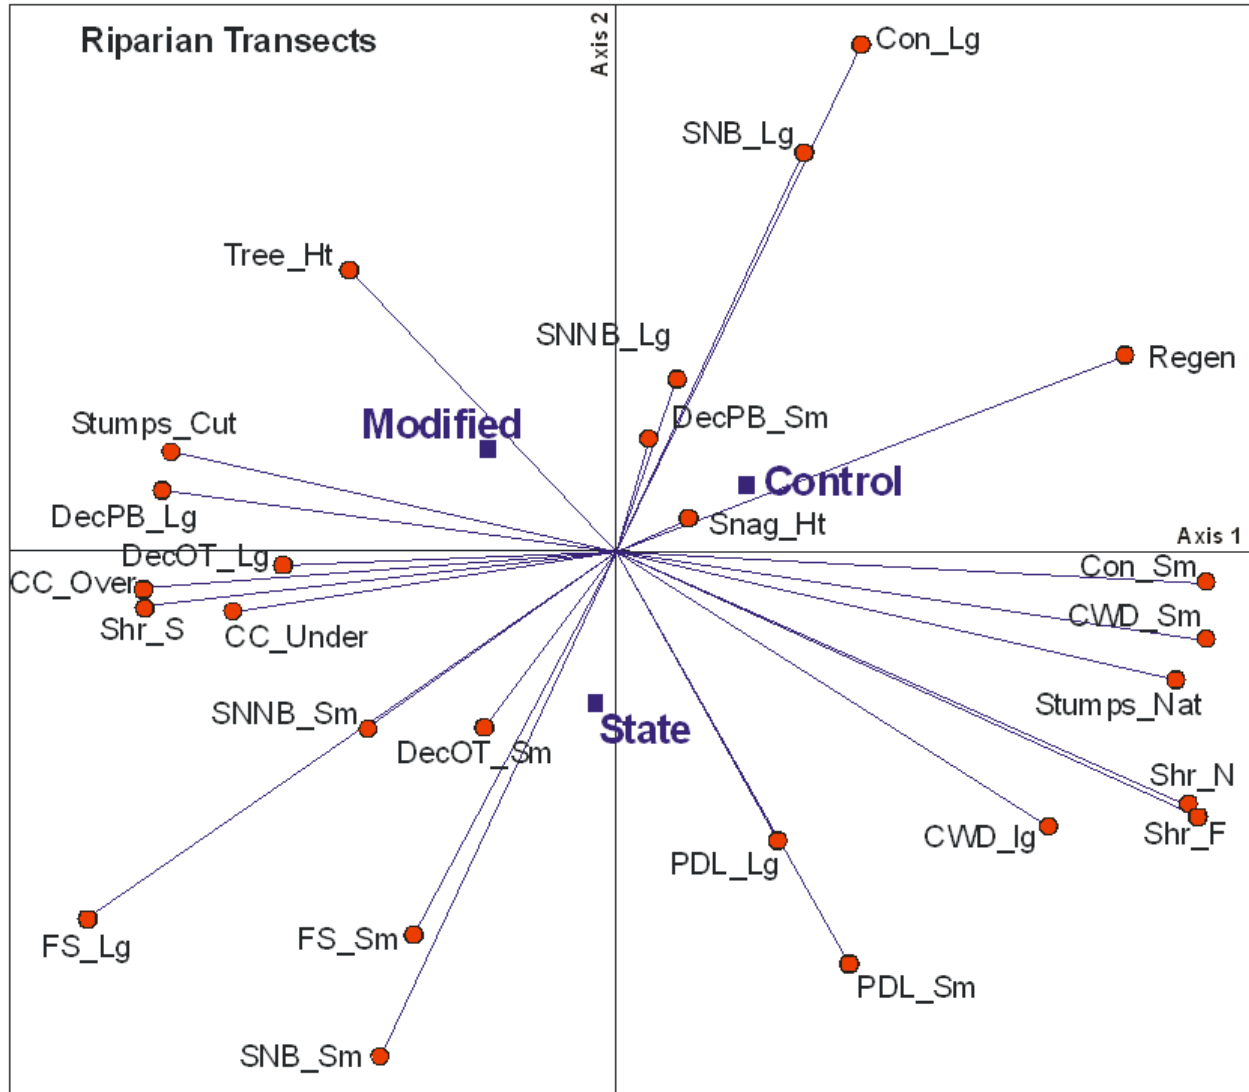 Riparian Transects
Axis 2
Con_Lg
SNB_Lg
Tree_Ht
SNNB_Lg
Regen
DecPB_Sm
Stumps_Cut
Modified
Control
DecPB_Lg
Snag_Ht
Axis 1
DecOT_Lg
Con_Sm
CC_Over
CWD_Sm
Shr_S
CC_Under
Stumps_Nat
SNNB_Sm
State
DecOT_Sm
Shr_N
Shr_F
CWD_lg
PDL_Lg
FS_Lg
FS_Sm
PDL_Sm
SNB_Sm